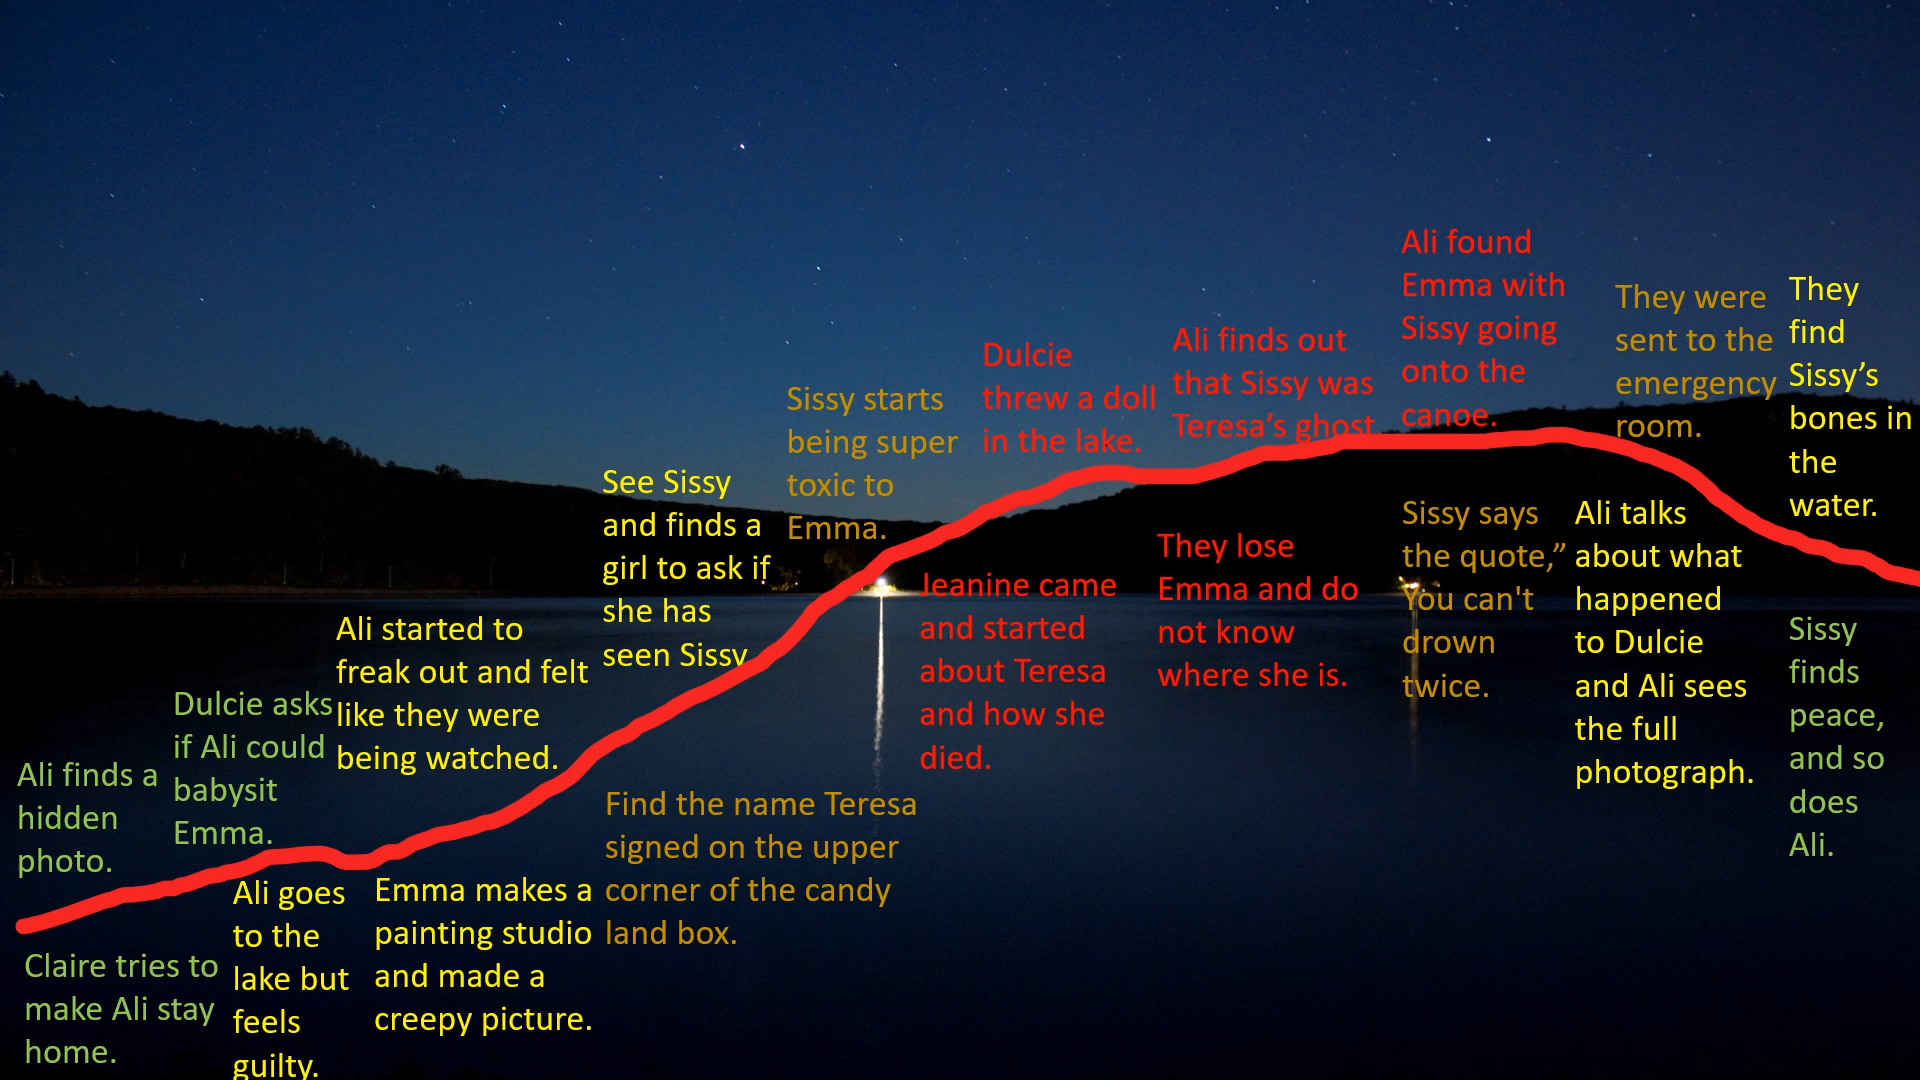 Ali finds a
hidden
photo.
Claire tries to
make Ali stay
home.
Dulcie asks
if Ali could
babysit
Emma.
Ali goes
to the
lake but
feels
guilty.
Ali started to
freak out and felt
like they were
being watched.
Emma makes a
painting studio
and made a
creepy picture.
See Sissy
and finds a
girl to ask if
she has
seen Sissy
Find the name Teresa
signed on the upper
corner of the candy
land box.
Sissy starts
being super
toxic to
Emma.
Jeanine came
and started
about Teresa
and how she
died.
Dulcie
threw a doll
in the lake.
They lose
Emma and do
not know
where she is.
Ali finds out
that Sissy was
Teresa’s ghost.
Ali found
Emma with
Sissy going
onto the
canoe.
Sissy says
the quote,”
You can't
drown
twice.
They were
sent to the
emergency
room.
Ali talks
about what
happened
to Dulcie
and Ali sees
the full
photograph.
They
find
Sissy’s
bones in
the
water.
Sissy
finds
peace,
and so
does
Ali.